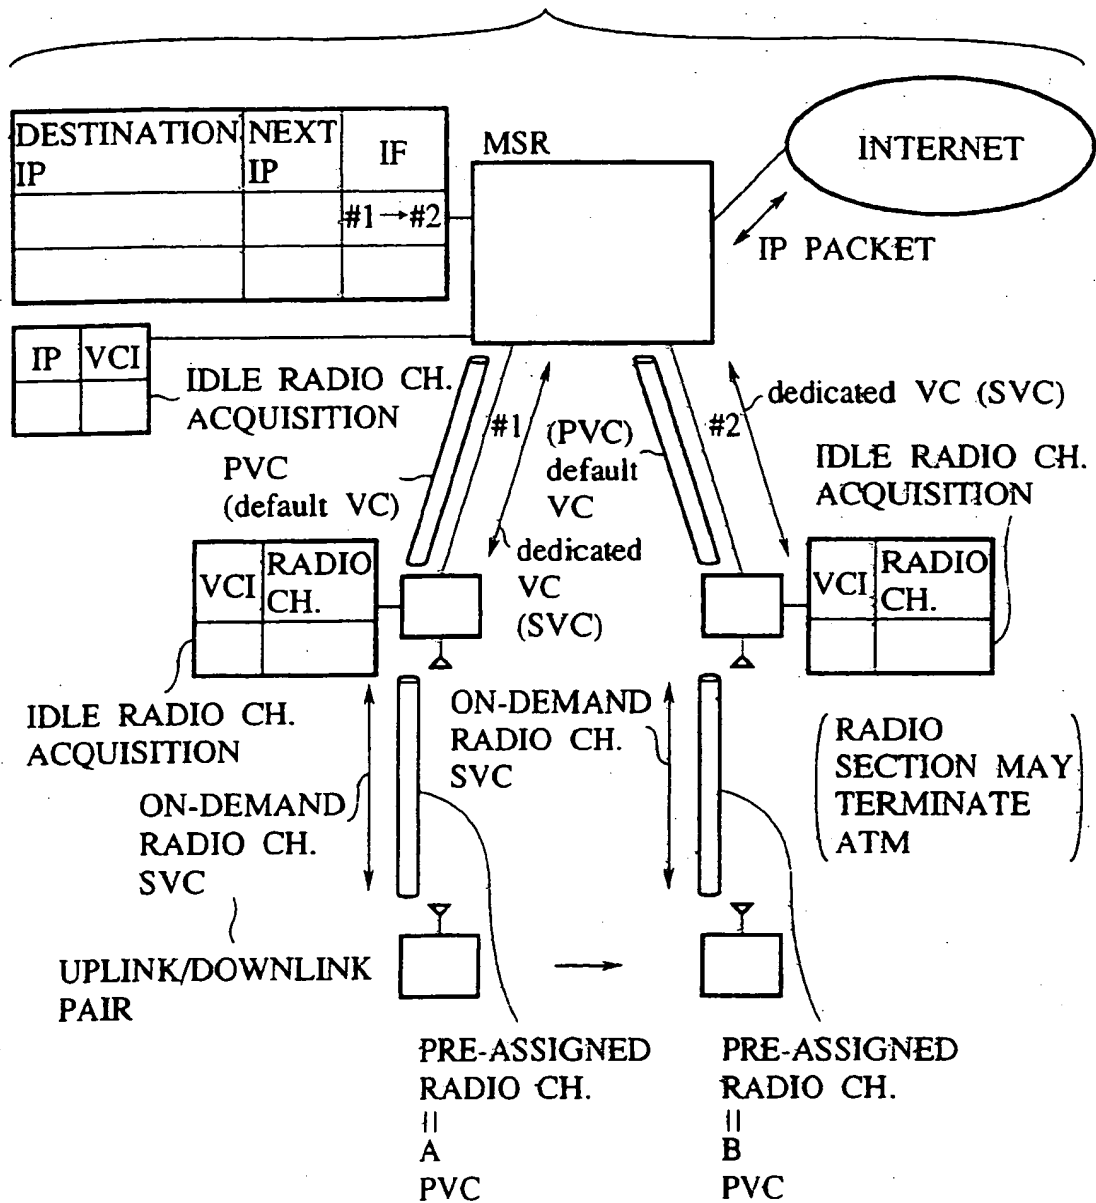 DESTINATION
IP
NEXT
IP
IF
#1→#2
MSR
INTERNET
IP PACKET
IP
VCI
IDLE RADIO CH.
ACQUISITION
PVC
(default VC)
#1
(PVC)
default
VC
#2
dedicated VC (SVC)
IDLE RADIO CH.
ACQUISITION
dedicated
VC
(SVC)
VCI
RADIO
CH.
VCI
RADIO
CH.
IDLE RADIO CH.
ACQUISITION
ON-DEMAND
RADIO CH.
SVC
ON-DEMAND
RADIO CH.
SVC
RADIO
SECTION MAY
TERMINATE
ATM
UPLINK/DOWNLINK
PAIR
PRE-ASSIGNED
RADIO CH.
=
A
PVC
PRE-ASSIGNED
RADIO CH.
=
B
PVC